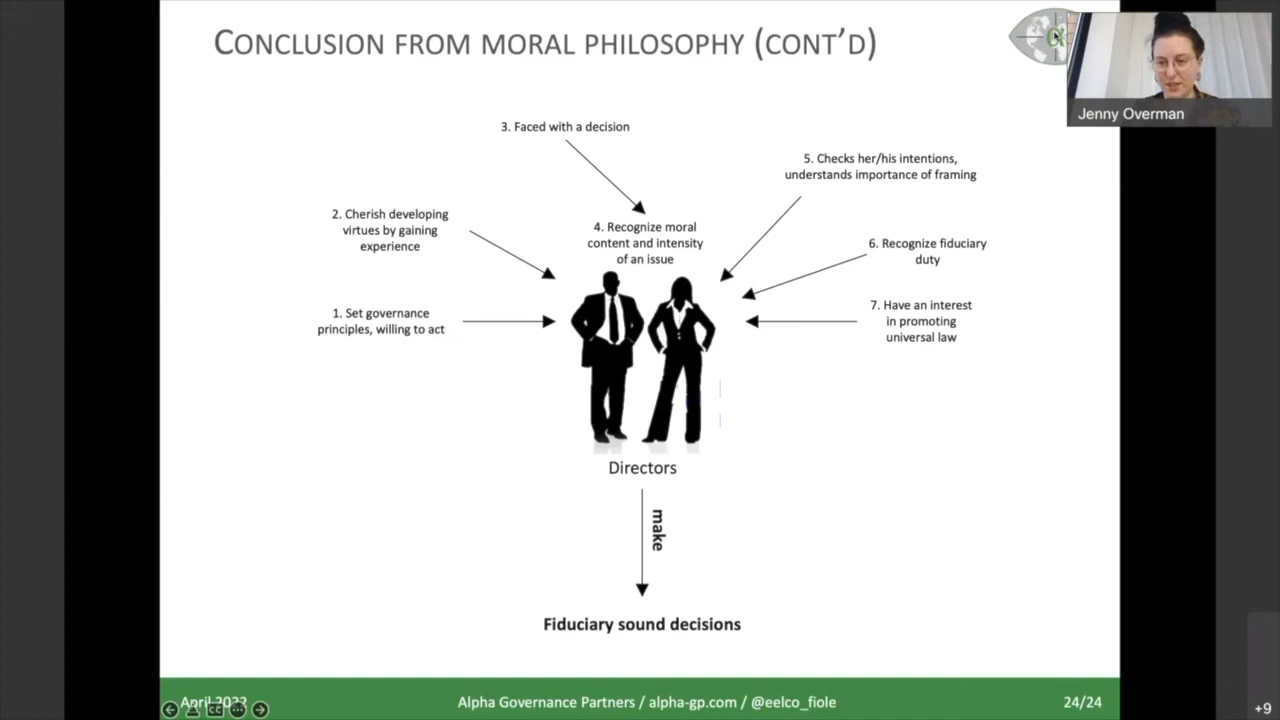 CONCLUSION FROM MORAL PHILOSOPHY (CONT'D)
α
Jenny Overman
3. Faced with a decision
5. Checks her/his intentions,
understands importance of framing
2. Cherish developing
virtues by gaining
experience
4. Recognize moral
content and intensity
of an issue
6. Recognize fiduciary
duty
1. Set governance
principles, willing to act
7. Have an interest
in promoting
universal law
Directors
make
Fiduciary sound decisions
April
CC
Alpha Governance Partners / alpha-gp.com / @eelco_fiole
24/24
+9